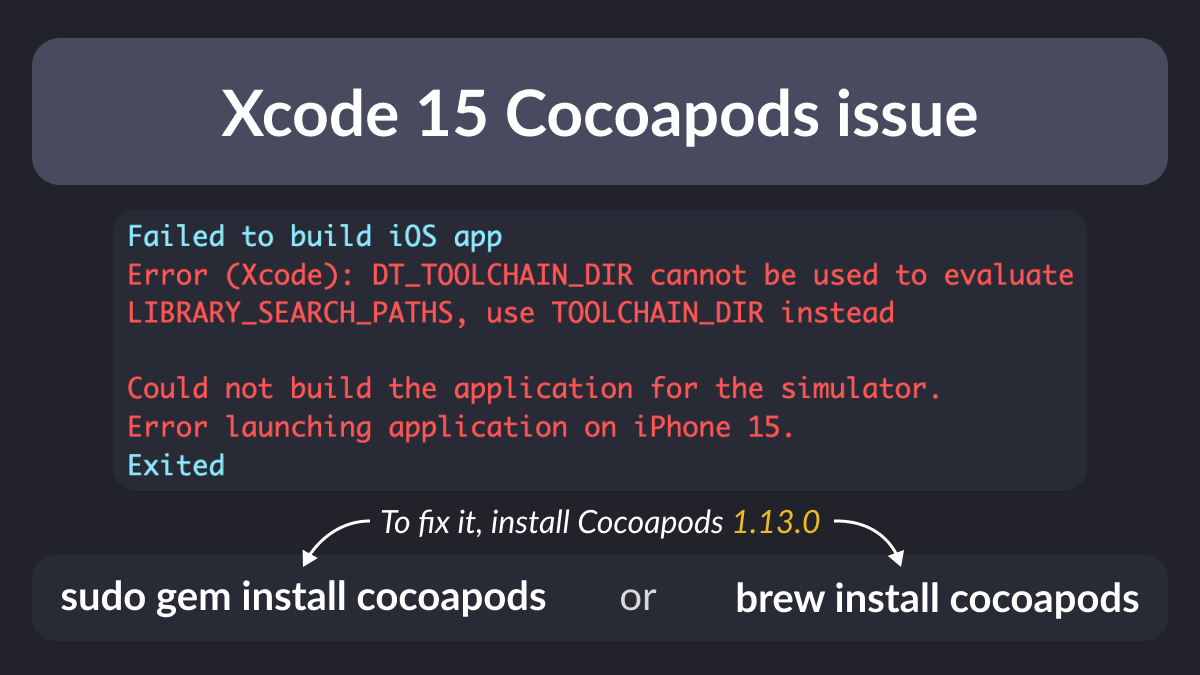 Xcode 15 Cocoapods issue
Failed to build iOS app
Error (Xcode): DT_TOOLCHAIN_DIR cannot be used to evaluate
LIBRARY_SEARCH_PATHS, use TOOLCHAIN_DIR instead
Could not build the application for the simulator.
Error launching application on iPhone 15.
Exited
To fix it, install Cocoapods 1.13.0
sudo gem install cocoapods or brew install cocoapods